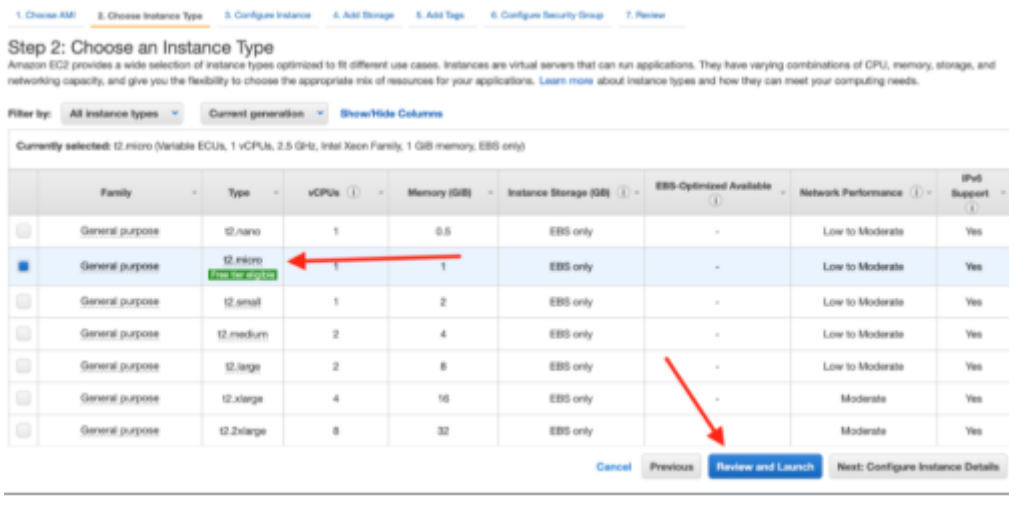 1. Choose AMI 2. Choose Instance Type 3. Configure Instance 4. Add Storage 5. Add Tags 6. Configure Security Group 7. Review
Step 2: Choose an Instance Type
Amazon EC2 provides a wide selection of instance types optimized to fit different use cases. Instances are virtual servers that can run applications. They have varying combinations of CPU, memory, storage, and
networking capacity, and give you the flexibility to choose the appropriate mix of resources for your applications. Learn more about instance types and how they can meet your computing needs.
Filter by: All instance types Current generation Show/Hide Columns
Currently selected: t2.micro (Variable ECUs, 1 vCPUs, 2.5 GHz, Intel Xeon Family, 1 GiB memory, EBS only)
Family Type vCPUs Memory (GiB) Instance Storage (GB) EBS-Optimized Available Network Performance IPv6 Support
General purpose t2.nano 1 0.5 EBS only - Low to Moderate Yes
General purpose t2.micro 1 1 EBS only - Low to Moderate Yes
Free tier eligible
General purpose t2.small 1 2 EBS only - Low to Moderate Yes
General purpose t2.medium 2 4 EBS only - Low to Moderate Yes
General purpose t2.large 2 8 EBS only - Low to Moderate Yes
General purpose t2.xlarge 4 16 EBS only - Moderate Yes
General purpose t2.2xlarge 8 32 EBS only - Moderate Yes
Cancel Previous Review and Launch Next: Configure Instance Details